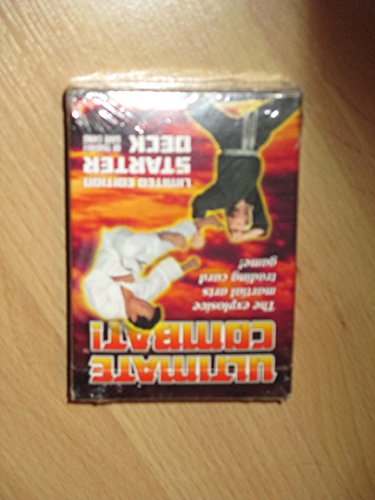 ULTIMATE
COMBAT!
The explosive
martial arts
trading card
game!
LIMITED EDITION
STARTER
DECK